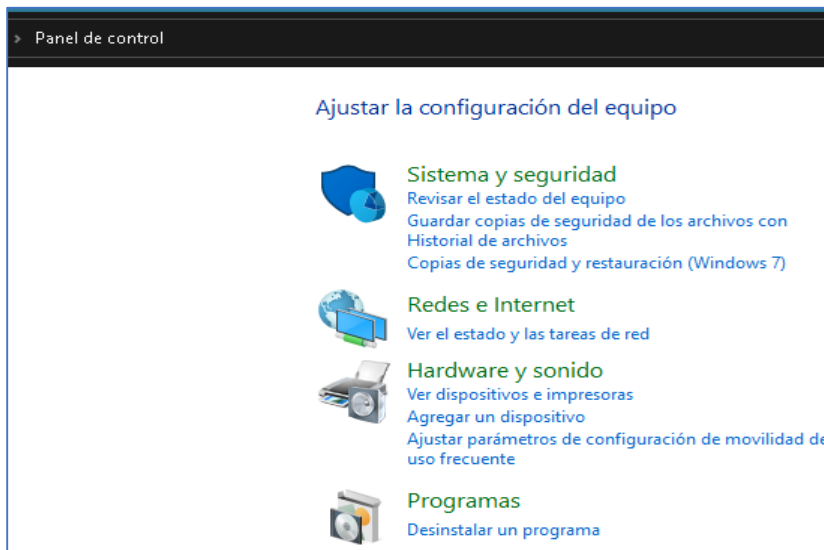 Panel de control
Ajustar la configuración del equipo
Sistema y seguridad
Revisar el estado del equipo
Guardar copias de seguridad de los archivos con
Historial de archivos
Copias de seguridad y restauración (Windows 7)
Redes e Internet
Ver el estado y las tareas de red
Hardware y sonido
Ver dispositivos e impresoras
Agregar un dispositivo
Ajustar parámetros de configuración de movilidad de
uso frecuente
Programas
Desinstalar un programa